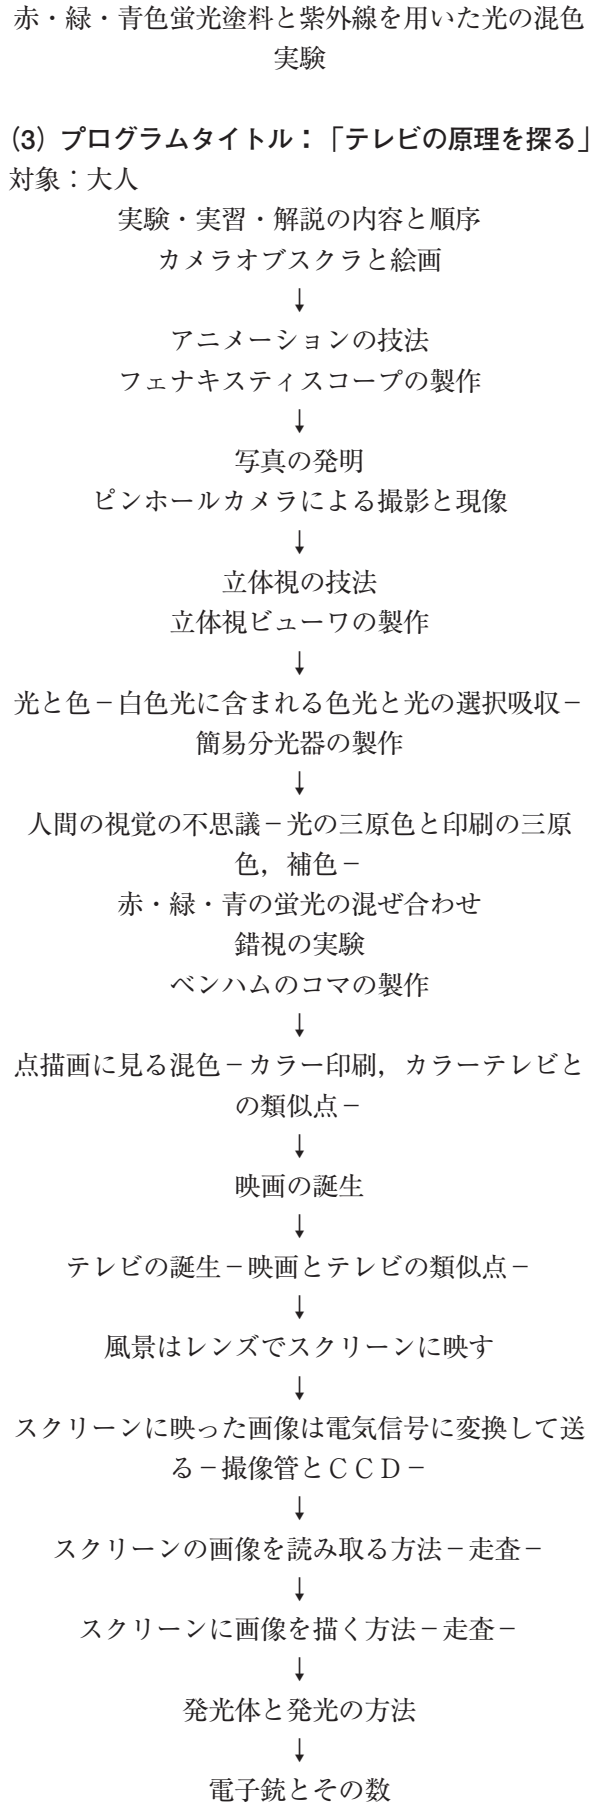 赤・緑・青色蛍光塗料と紫外線を用いた光の混色
実験
(3) プログラムタイトル：「テレビの原理を探る」
対象：大人
実験・実習・解説の内容と順序
カメラオブスクラと絵画
↓
アニメーションの技法
フェナキスティスコープの製作
↓
写真の発明
ピンホールカメラによる撮影と現像
↓
立体視の技法
立体視ビューワの製作
↓
光と色－白色光に含まれる色光と光の選択吸収－
簡易分光器の製作
↓
人間の視覚の不思議－光の三原色と印刷の三原
色，補色－
赤・緑・青の蛍光の混ぜ合わせ
錯視の実験
ベンハムのコマの製作
↓
点描画に見る混色－カラー印刷，カラーテレビと
の類似点－
↓
映画の誕生
↓
テレビの誕生－映画とテレビの類似点－
↓
風景はレンズでスクリーンに映す
↓
スクリーンに映った画像は電気信号に変換して送
る－撮像管とＣＣＤ－
↓
スクリーンの画像を読み取る方法－走査－
↓
スクリーンに画像を描く方法－走査－
↓
発光体と発光の方法
↓
電子銃とその数